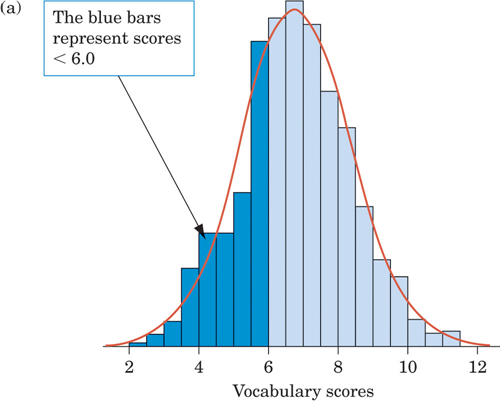 (a)
The blue bars
represent scores
< 6.0
2 4 6 8 10 12
Vocabulary scores